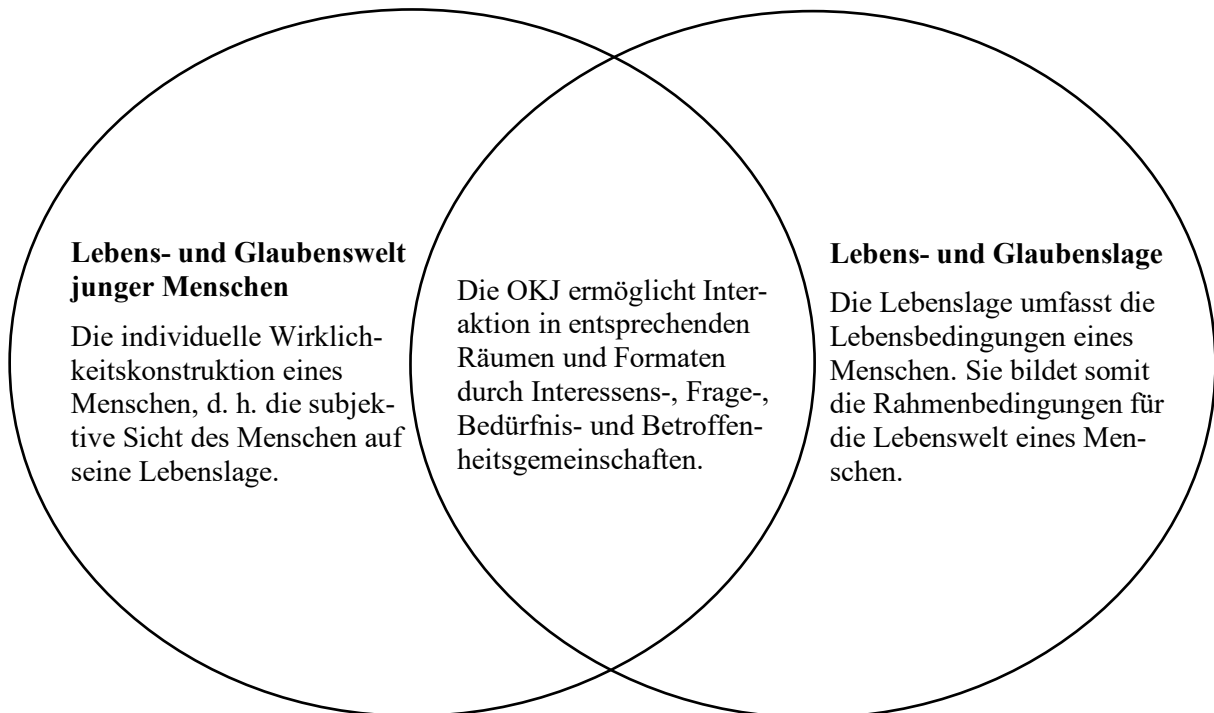 Lebens- und Glaubenswelt
junger Menschen
Die individuelle Wirklich-
keitskonstruktion eines
Menschen, d. h. die subjek-
tive Sicht des Menschen auf
seine Lebenslage.
Die OKJ ermöglicht Inter-
aktion in entsprechenden
Räumen und Formaten
durch Interessens-, Frage-,
Bedürfnis- und Betroffen-
heitsgemeinschaften.
Lebens- und Glaubenslage
Die Lebenslage umfasst die
Lebensbedingungen eines
Menschen. Sie bildet somit
die Rahmenbedingungen für
die Lebenswelt eines Men-
schen.